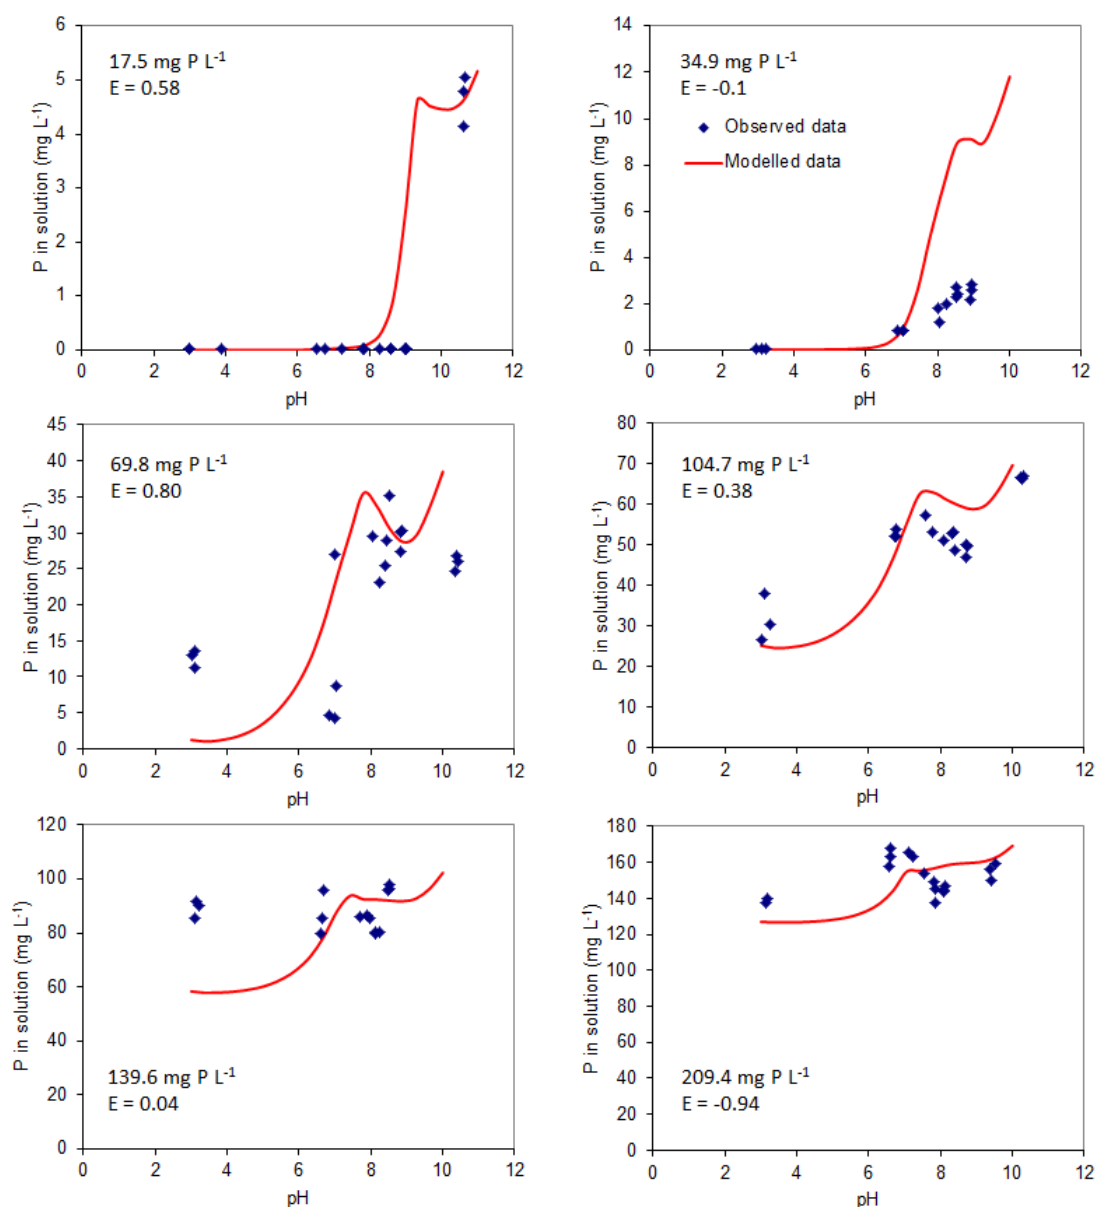 17.5 mg P L-1
E = 0.58
P in solution (mg L-1)
6
5
4
3
2
1
0
0 2 4 6 8 10 12
pH
34.9 mg P L-1
E = -0.1
Observed data
Modelled data
P in solution (mg L-1)
14
12
10
8
6
4
2
0
0 2 4 6 8 10 12
pH
69.8 mg P L-1
E = 0.80
P in solution (mg L-1)
45
40
35
30
25
20
15
10
5
0
0 2 4 6 8 10 12
pH
104.7 mg P L-1
E = 0.38
P in solution (mg L-1)
80
70
60
50
40
30
20
10
0
0 2 4 6 8 10 12
pH
139.6 mg P L-1
E = 0.04
P in solution (mg L-1)
120
100
80
60
40
20
0
0 2 4 6 8 10 12
pH
209.4 mg P L-1
E = -0.94
P in solution (mg L-1)
180
160
140
120
100
80
60
40
20
0
0 2 4 6 8 10 12
pH